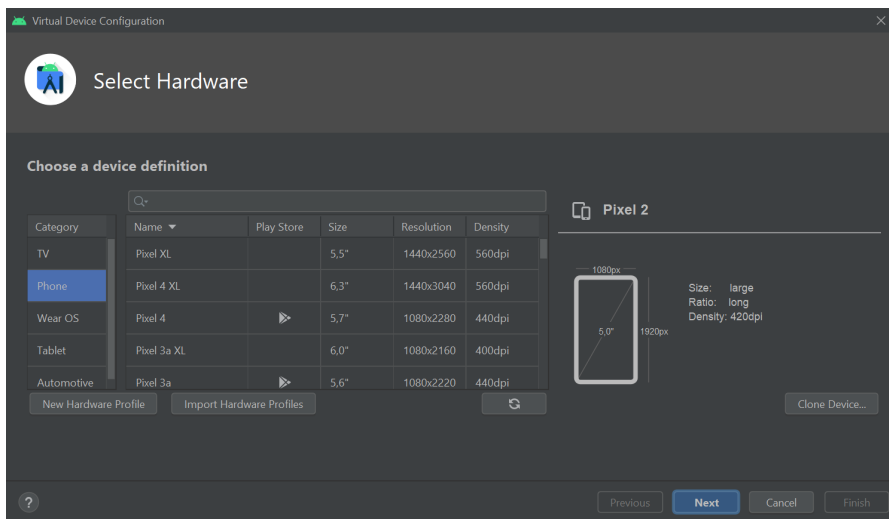 Virtual Device Configuration
Select Hardware
Choose a device definition
Category
TV
Phone
Wear OS
Tablet
Automotive
Name Play Store Size Resolution Density
Pixel XL 5,5" 1440x2560 560dpi
Pixel 4 XL 6,3" 1440x3040 560dpi
Pixel 4 5,7" 1080x2280 440dpi
Pixel 3a XL 6,0" 1080x2160 400dpi
Pixel 3a 5,6" 1080x2220 440dpi
New Hardware Profile Import Hardware Profiles
Pixel 2
1080px
5,0"
1920px
Size: large
Ratio: long
Density: 420dpi
Clone Device...
?
Previous Next Cancel Finish